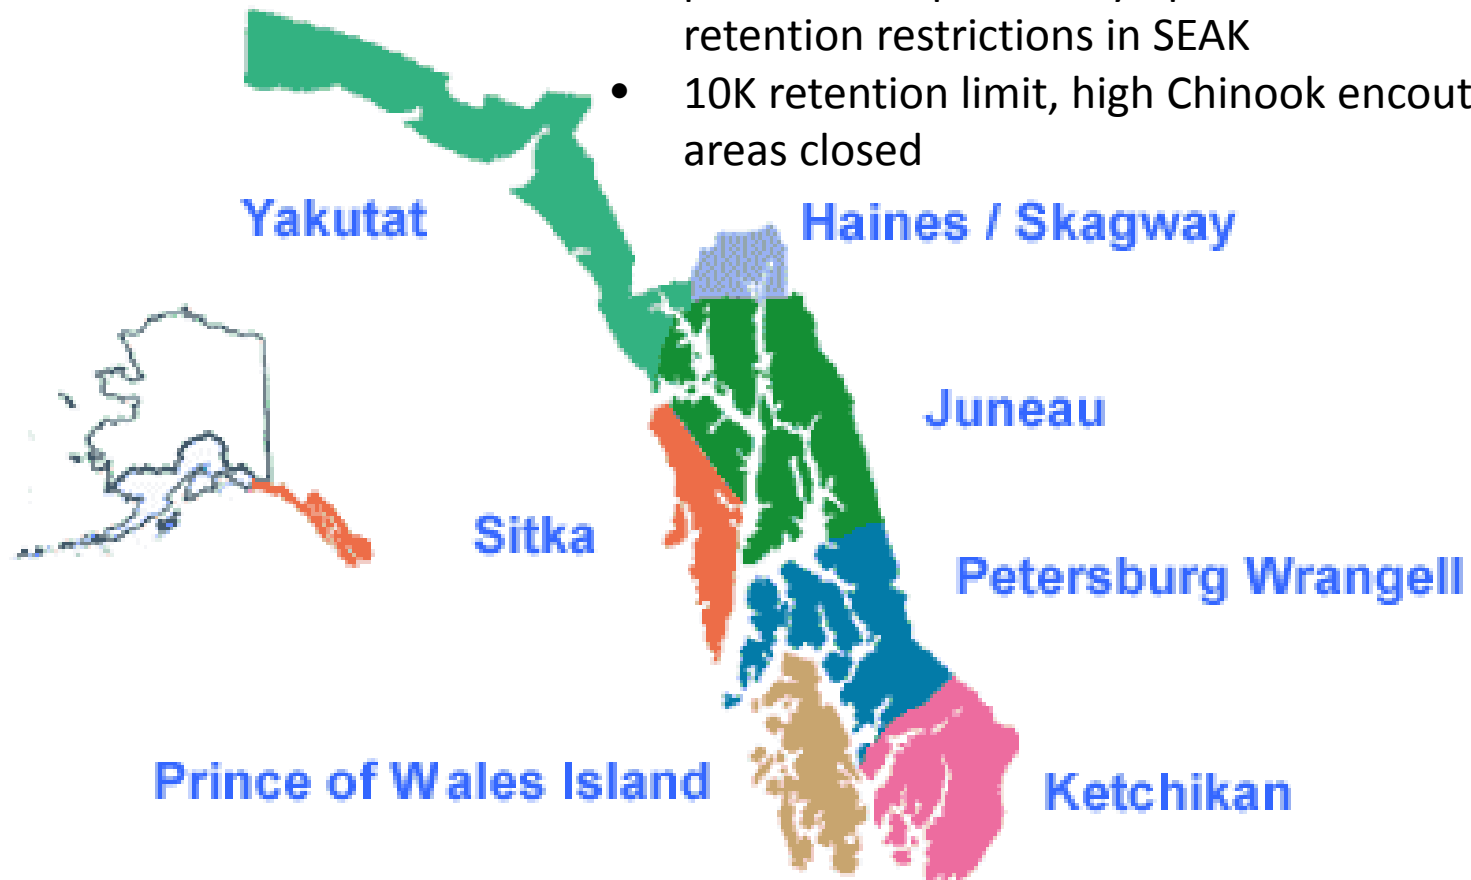 retention restrictions in SEAK
• 10K retention limit, high Chinook encout
areas closed
Yakutat
Haines / Skagway
Juneau
Sitka
Petersburg Wrangell
Prince of Wales Island
Ketchikan